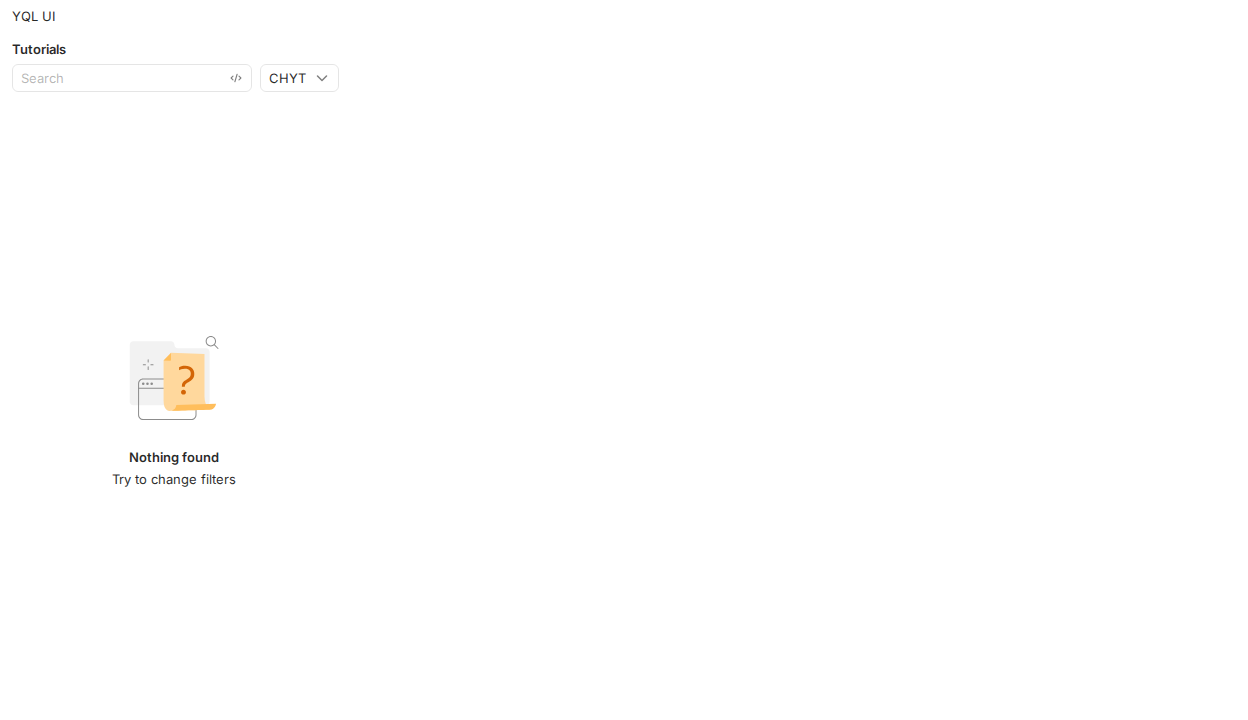 YQL UI
Tutorials
Search </> CHYT
?
Nothing found
Try to change filters